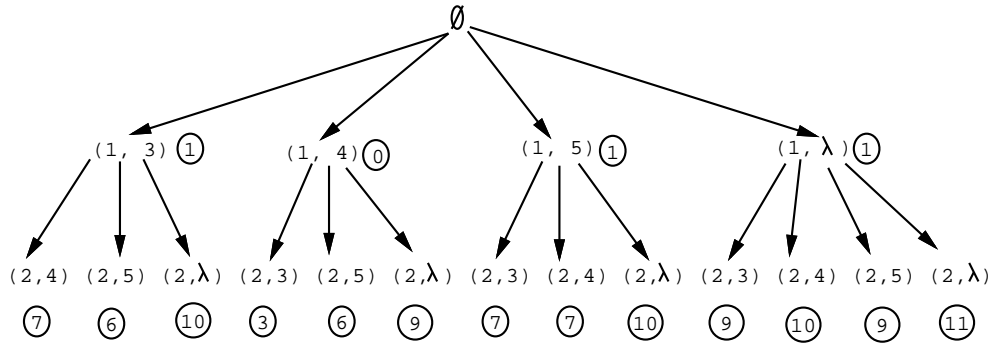 Ø
(1, 3) 1 (1, 4) 0 (1, 5) 1 (1, λ ) 1
(2,4) (2,5) (2,λ ) (2,3) (2,5) (2,λ ) (2,3) (2,4) (2,λ ) (2,3) (2,4) (2,5) (2,λ )
7 6 10 3 6 9 7 7 10 9 10 9 11